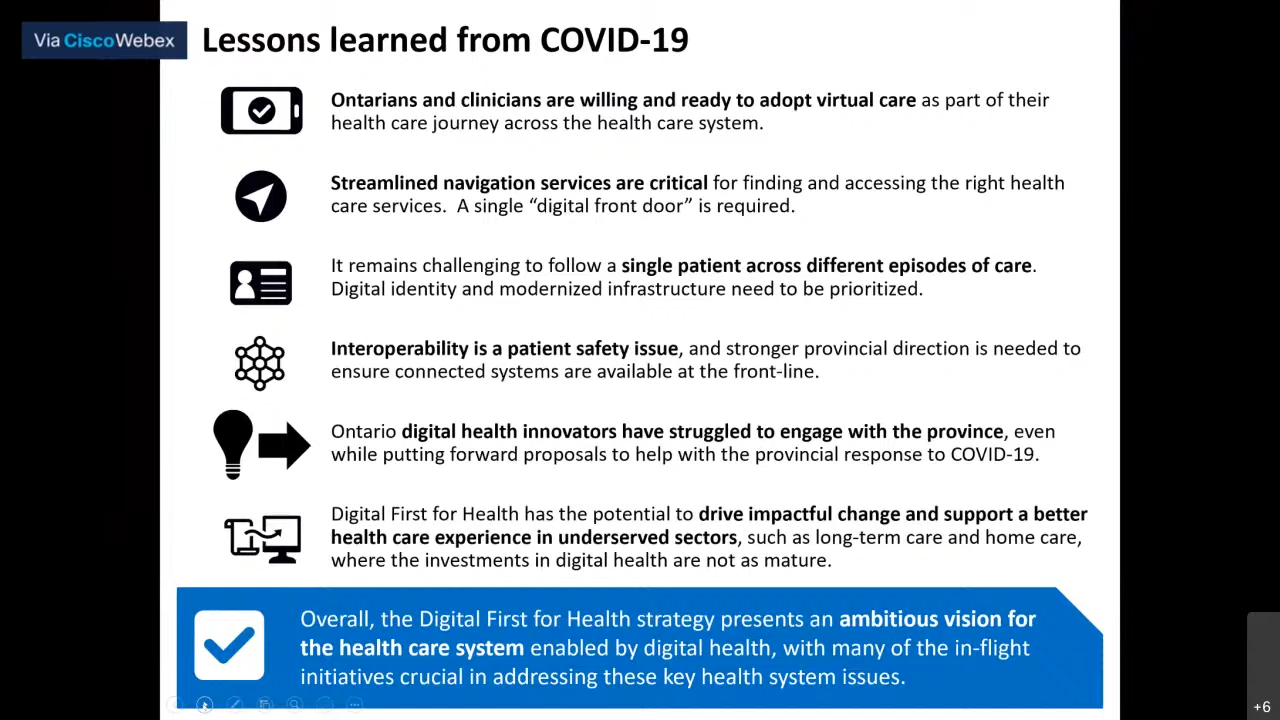 Via CiscoWebex
Lessons learned from COVID-19
Ontarians and clinicians are willing and ready to adopt virtual care as part of their
health care journey across the health care system.
Streamlined navigation services are critical for finding and accessing the right health
care services. A single “digital front door” is required.
It remains challenging to follow a single patient across different episodes of care.
Digital identity and modernized infrastructure need to be prioritized.
Interoperability is a patient safety issue, and stronger provincial direction is needed to
ensure connected systems are available at the front-line.
Ontario digital health innovators have struggled to engage with the province, even
while putting forward proposals to help with the provincial response to COVID-19.
Digital First for Health has the potential to drive impactful change and support a better
health care experience in underserved sectors, such as long-term care and home care,
where the investments in digital health are not as mature.
Overall, the Digital First for Health strategy presents an ambitious vision for
the health care system enabled by digital health, with many of the in-flight
initiatives crucial in addressing these key health system issues.
+6